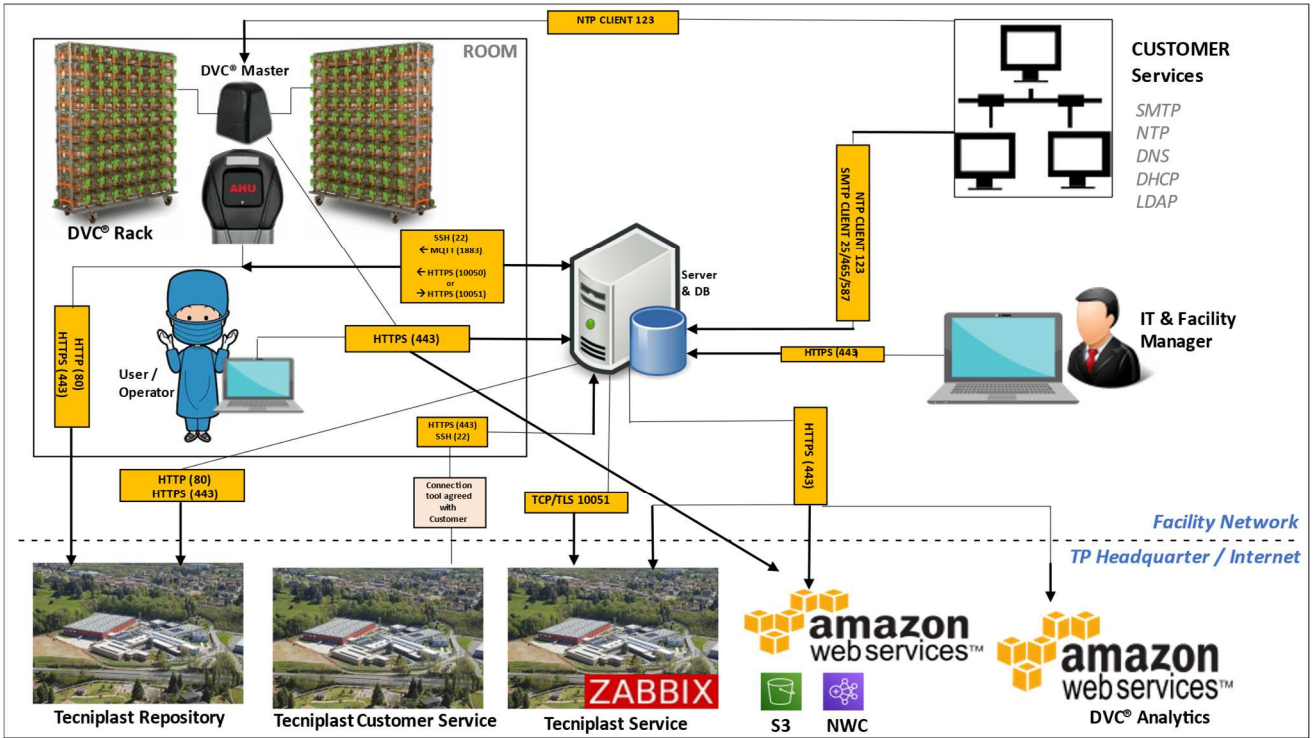 NTP CLIENT 123
ROOM
DVC® Master
AHU
DVC® Rack
CUSTOMER
Services
SMTP
NTP
DNS
DHCP
LDAP
NTP CLIENT 123
SMTP CLIENT 25/465/587
SSH (22)
← MQTT (1883)
← HTTPS (10050)
or
→ HTTPS (10051)
Server
& DB
HTTP (80)
HTTPS (443)
User /
Operator
HTTPS (443)
HTTPS (443)
IT & Facility
Manager
HTTPS (443)
SSH (22)
HTTPS (443)
HTTP (80)
HTTPS (443)
Connection
tool agreed
with
Customer
TCP/TLS 10051
Facility Network
TP Headquarter / Internet
amazon
web services™
amazon
web services™
ZABBIX
Tecniplast Repository
Tecniplast Customer Service
Tecniplast Service
S3
NWC
DVC® Analytics